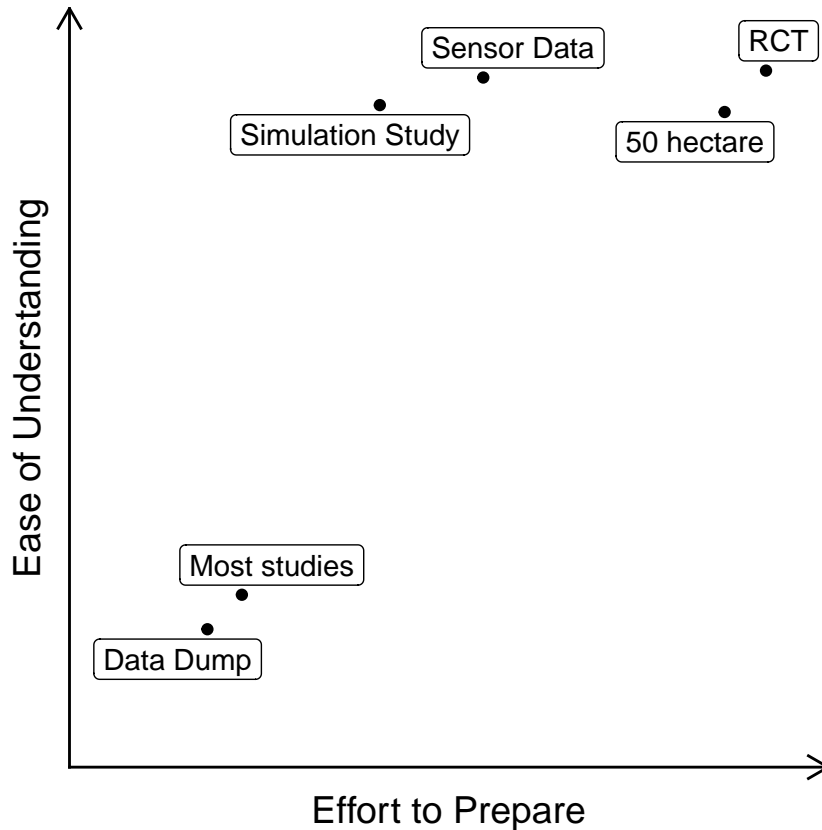 RCT
Sensor Data
Simulation Study
50 hectare
Ease of Understanding
Most studies
Data Dump
Effort to Prepare